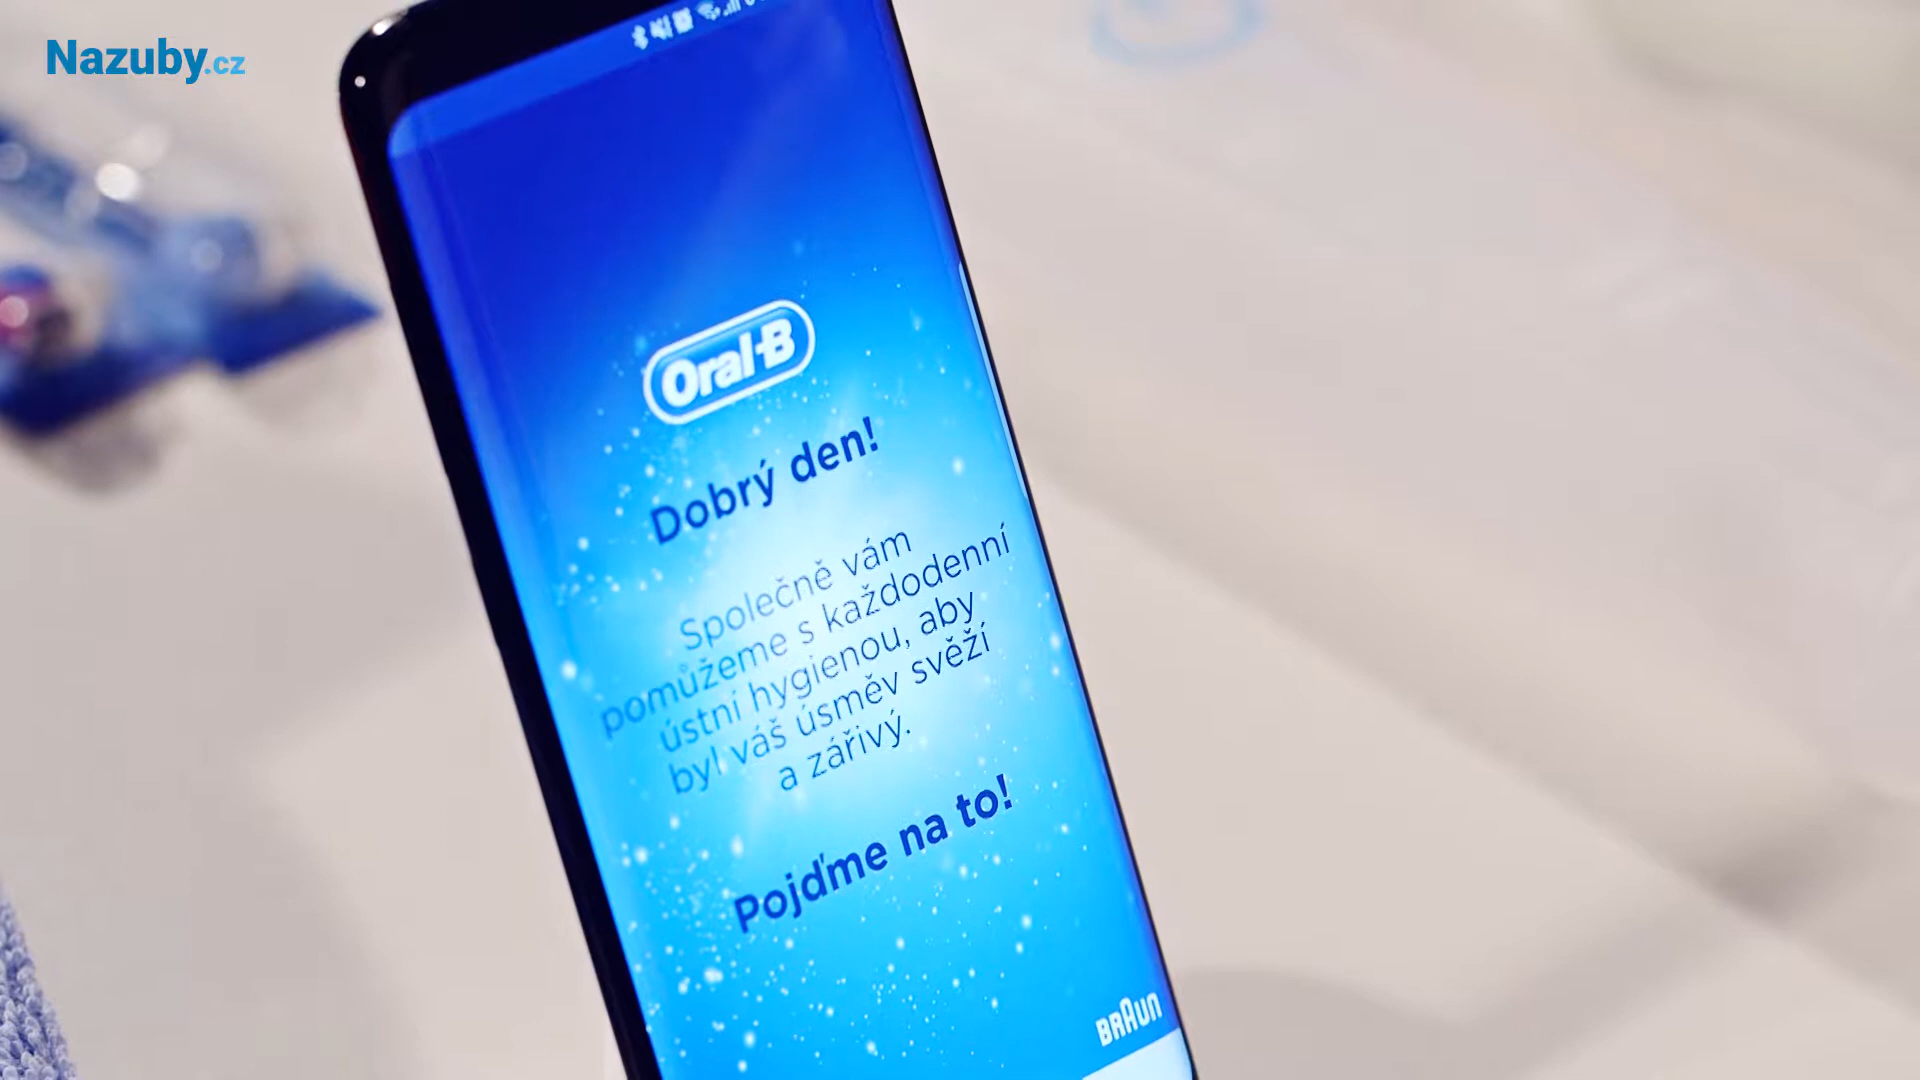 Nazuby.cz
Oral-B
Dobrý den!
Společně vám
pomůžeme s každodenní
ústní hygienou, aby
byl váš úsměv svěží
a zářivý.
Pojďme na to!
BRAUN